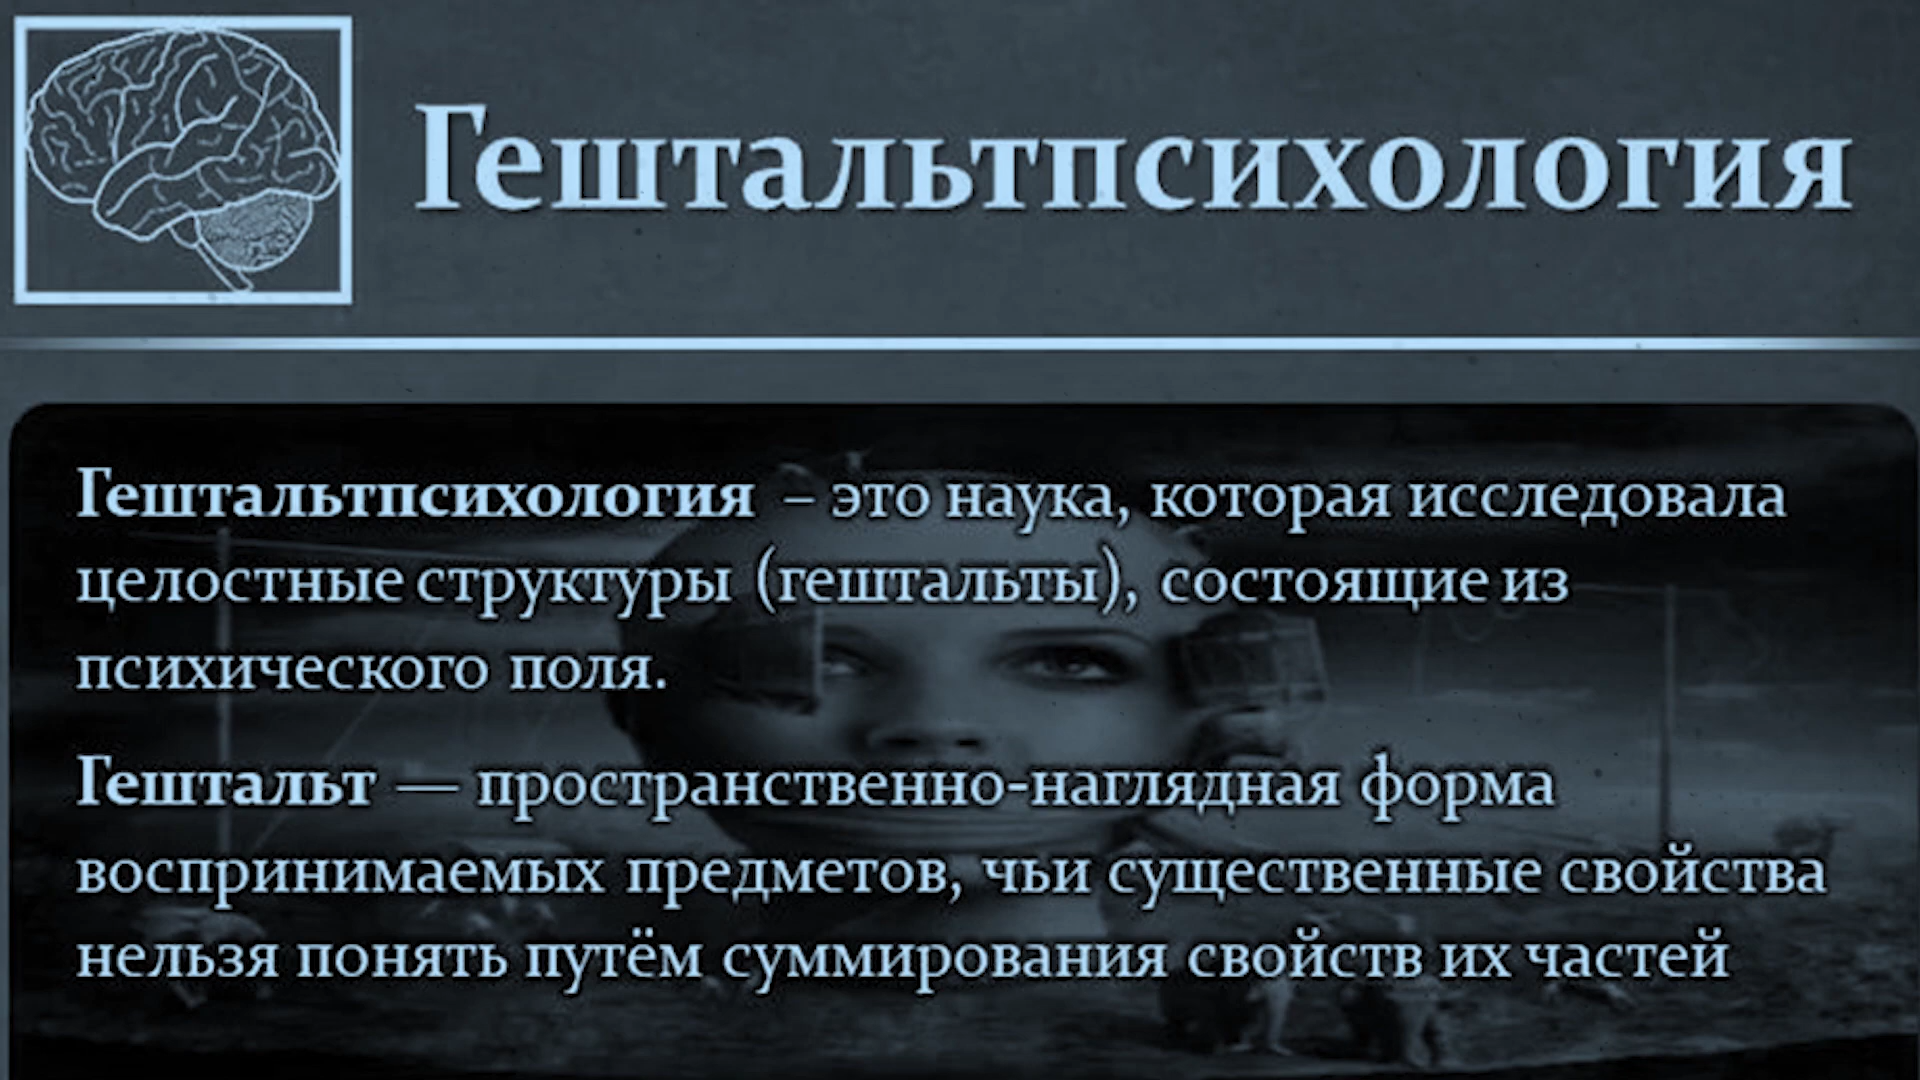 Гештальтпсихология
Гештальтпсихология – это наука, которая исследовала
целостные структуры (гештальты), состоящие из
психического поля.
Гештальт — пространственно-наглядная форма
воспринимаемых предметов, чьи существенные свойства
нельзя понять путём суммирования свойств их частей